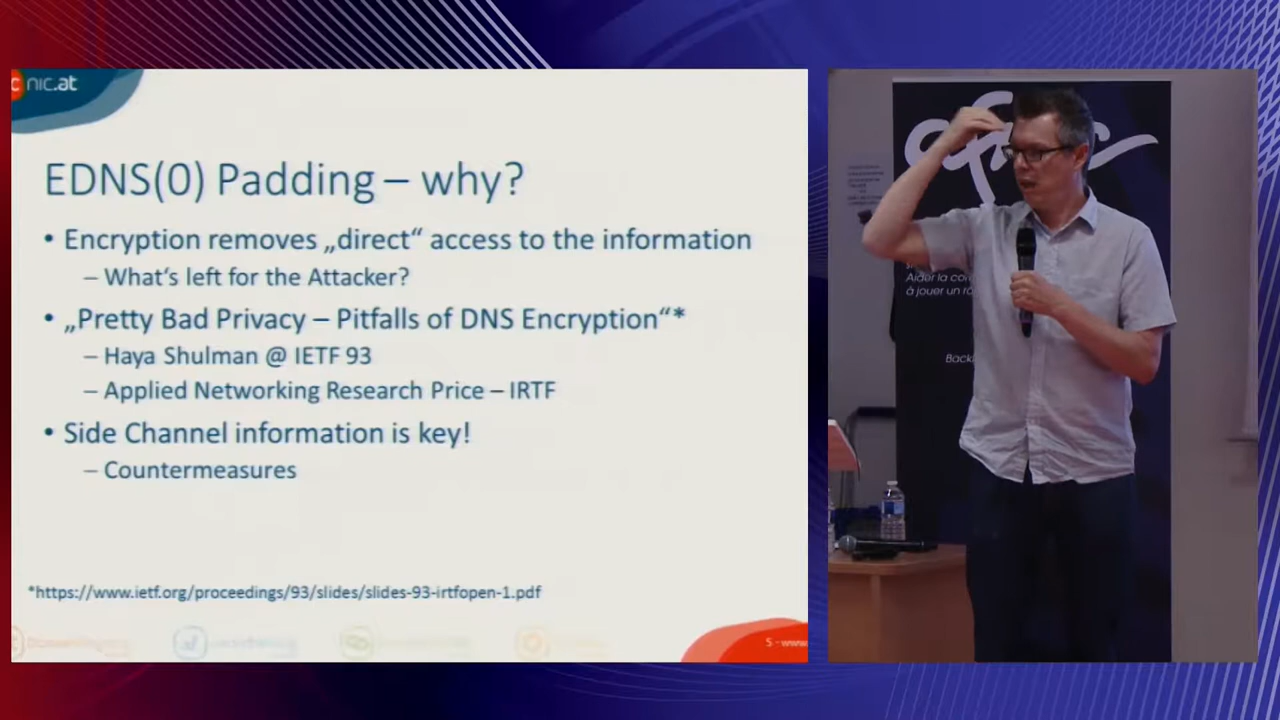 nic.at
EDNS(0) Padding – why?
• Encryption removes „direct“ access to the information
– What‘s left for the Attacker?
• „Pretty Bad Privacy – Pitfalls of DNS Encryption“*
– Haya Shulman @ IETF 93
– Applied Networking Research Price – IRTF
• Side Channel information is key!
– Countermeasures
*https://www.ietf.org/proceedings/93/slides/slides-93-irtfopen-1.pdf
5 - www
Aider la
à jouer un